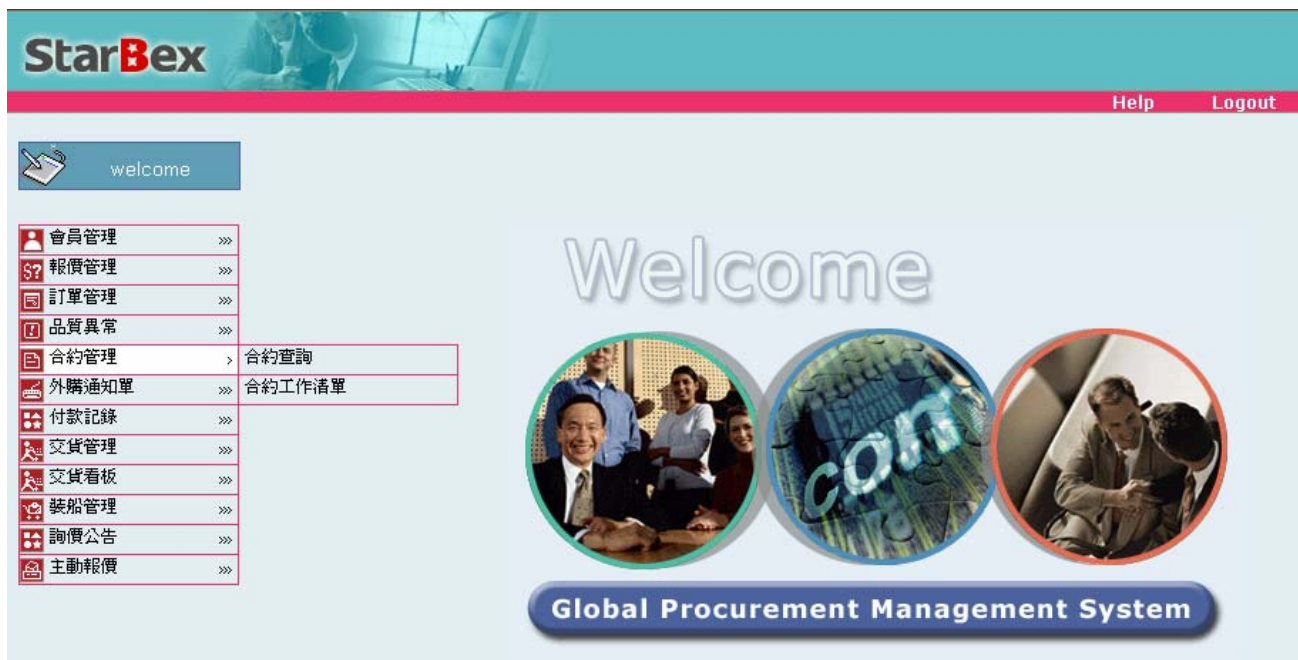 StarBex
Help Logout
welcome
會員管理 »»
報價管理 »»
訂單管理 »»
品質異常 »»
合約管理 › 合約查詢
外購通知單 »» 合約工作清單
付款記錄 »»
交貨管理 »»
交貨看板 »»
裝船管理 »»
詢價公告 »»
主動報價 »»
Welcome
com
Global Procurement Management System